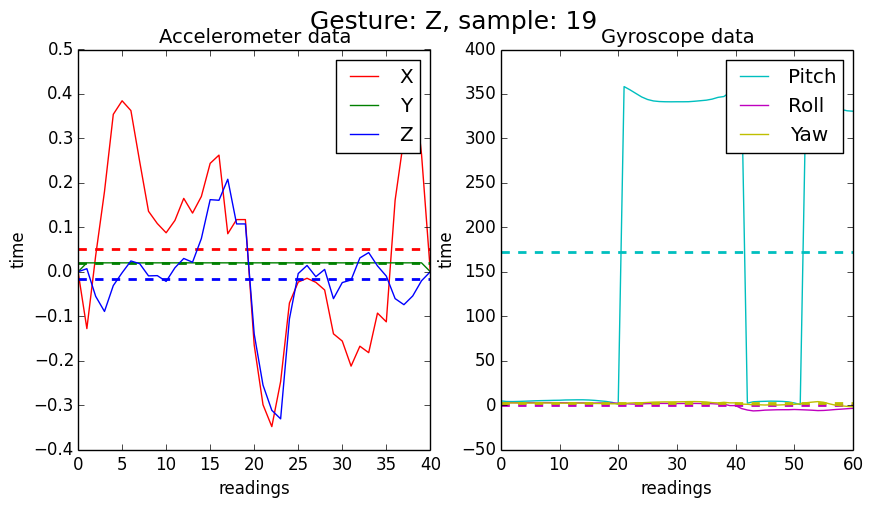 Gesture: Z, sample: 19
Accelerometer data
0.5
0.4
0.3
0.2
0.1
0.0
−0.1
−0.2
−0.3
−0.4
time
0 5 10 15 20 25 30 35 40
readings
X
Y
Z
Gyroscope data
400
350
300
250
200
150
100
50
0
−50
time
0 10 20 30 40 50 60
readings
Pitch
Roll
Yaw